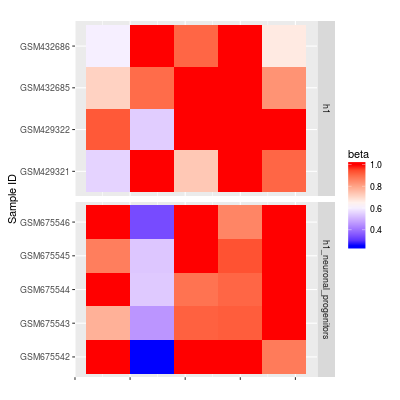 GSM432686
GSM432685
GSM429322
GSM429321
h1
GSM675546
GSM675545
GSM675544
GSM675543
GSM675542
h1_neuronal_progenitors
Sample ID
beta
1.0
0.8
0.6
0.4